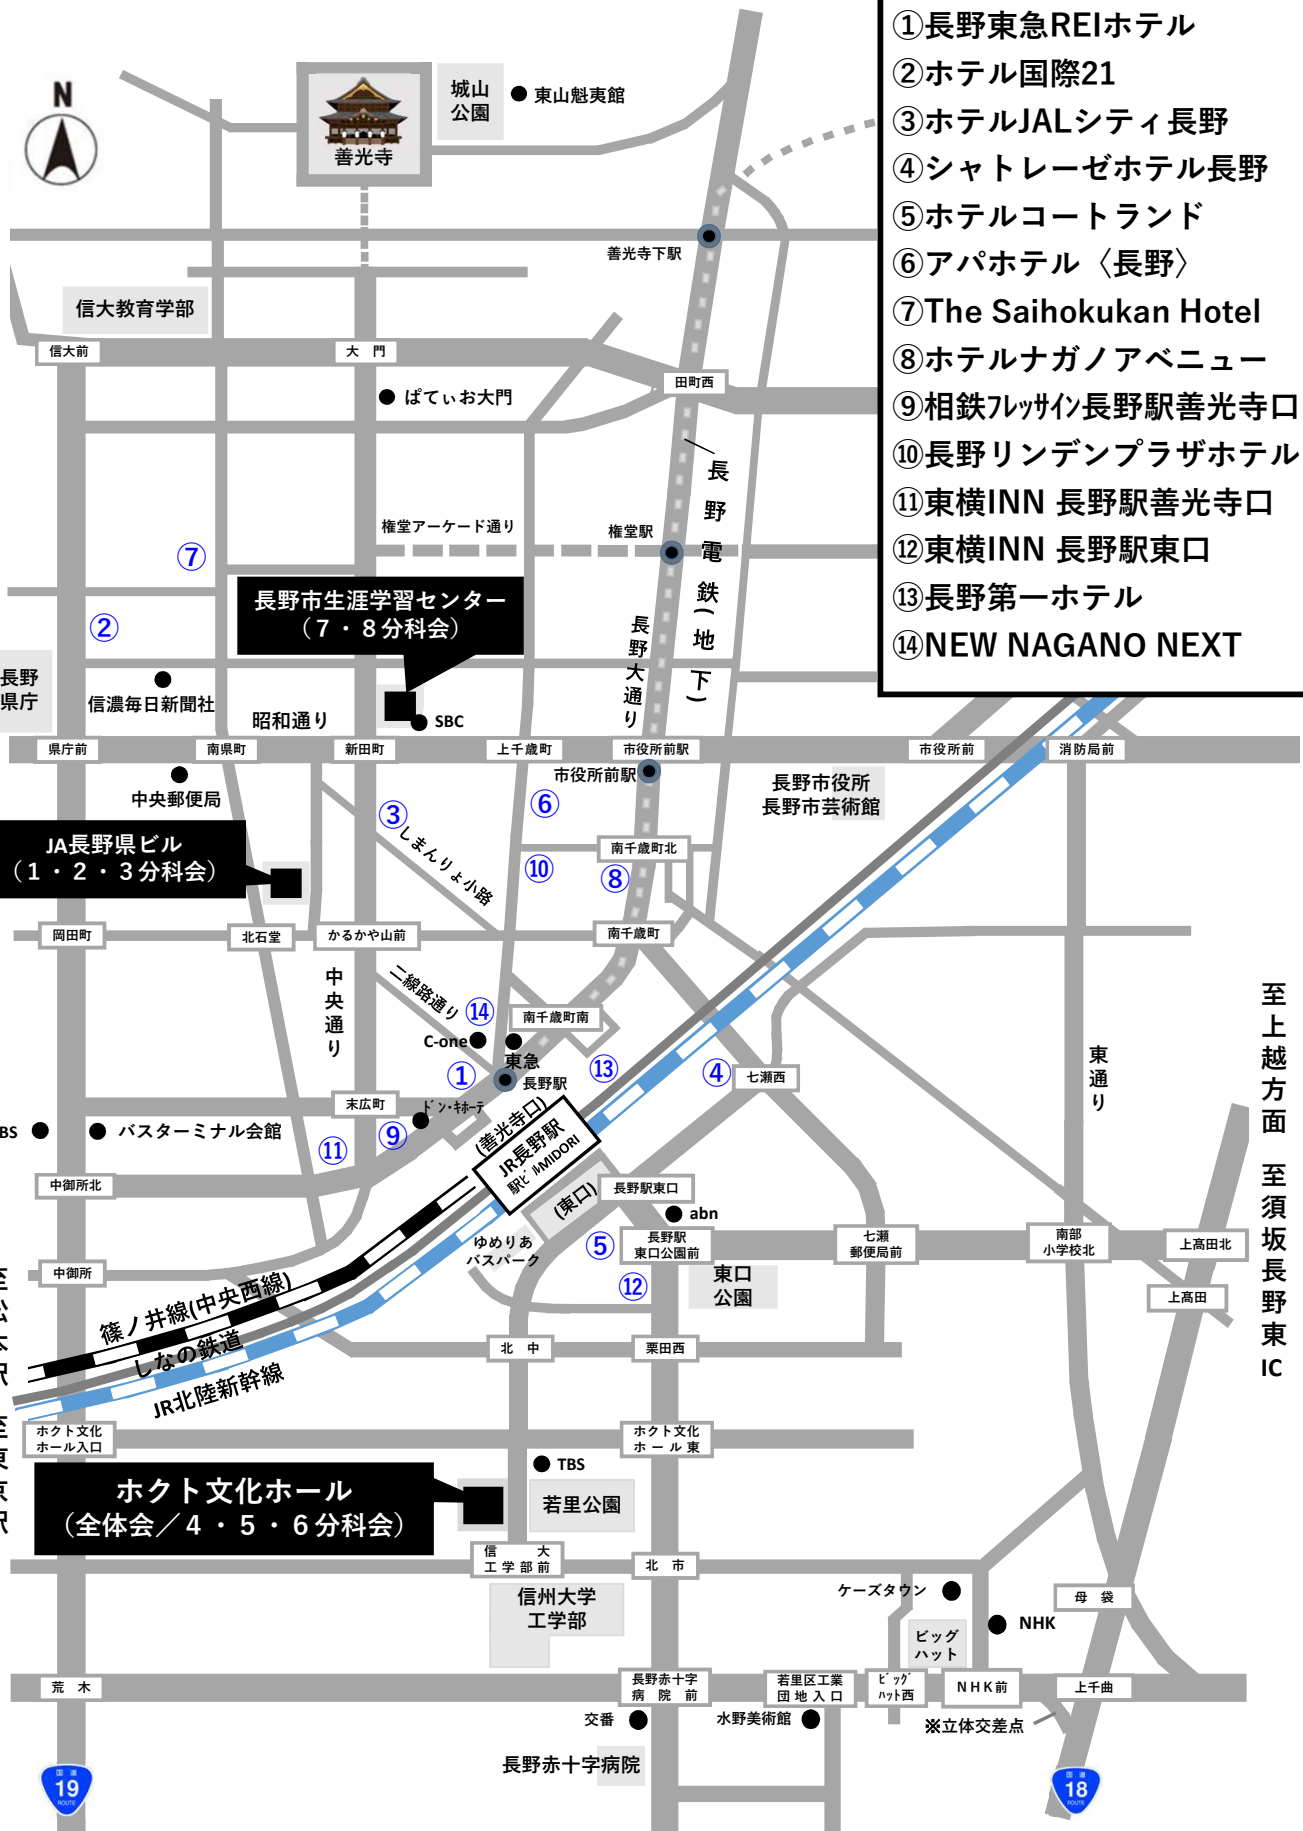 ①長野東急REIホテル
②ホテル国際21
③ホテルJALシティ長野
④シャトレーゼホテル長野
⑤ホテルコートランド
⑥アパホテル〈長野〉
⑦The Saihokukan Hotel
⑧ホテルナガノアベニュー
⑨相鉄フレッサイン長野駅善光寺口
⑩長野リンデンプラザホテル
⑪東横INN 長野駅善光寺口
⑫東横INN 長野駅東口
⑬長野第一ホテル
⑭NEW NAGANO NEXT
N
善光寺
城山
公園
東山魁夷館
善光寺下駅
信大教育学部
信大前
大　門
田町西
ぱてぃお大門
長野電鉄(地下)
権堂アーケード通り
権堂駅
⑦
長野市生涯学習センター
（７・８分科会）
②
長野大通り
長野
県庁
信濃毎日新聞社
昭和通り
SBC
県庁前
南県町
新田町
上千歳町
市役所前駅
市役所前
消防局前
中央郵便局
市役所前駅
長野市役所
長野市芸術館
⑥
③
しまんりょ小路
JA長野県ビル
（１・２・３分科会）
南千歳町北
⑩
⑧
岡田町
北石堂
かるかや山前
南千歳町
中央通り
二線路通り
⑭
南千歳町南
C-one
東急
①
長野駅
⑬
④
七瀬西
東通り
至上越方面
至須坂長野東IC
末広町
ドン・キホーテ
BS
バスターミナル会館
⑨
⑪
(善光寺口)
JR長野駅
駅ビルMIDORI
(東口)
中御所北
長野駅東口
abn
ゆめりあ
バスパーク
⑤
長野駅
東口公園前
七瀬
郵便局前
南部
小学校北
上高田北
中御所
⑫
東口
公園
上高田
篠ノ井線(中央西線)
しなの鉄道
JR北陸新幹線
北　中
栗田西
ホクト文化
ホール入口
ホクト文化
ホール東
TBS
ホクト文化ホール
（全体会／４・５・６分科会）
若里公園
信　大
工学部前
北　市
信州大学
工学部
ケーズタウン
母　袋
NHK
ビッグ
ハット
荒　木
長野赤十字
病　院　前
若里区工業
団地入口
ビッグ
ハット西
NHK前
上千曲
交番
水野美術館
※立体交差点
長野赤十字病院
国道
19
ROUTE
国道
18
ROUTE